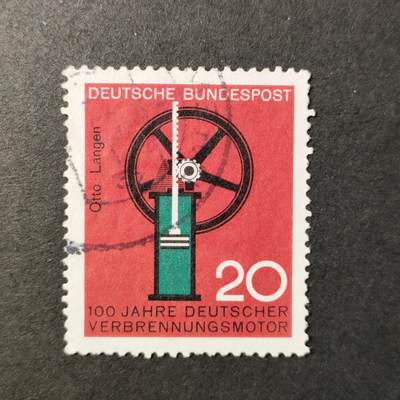 DEUTSCHE BUNDESPOST
Otto Langen
20
100 JAHRE DEUTSCHER
VERBRENNUNGSMOTOR